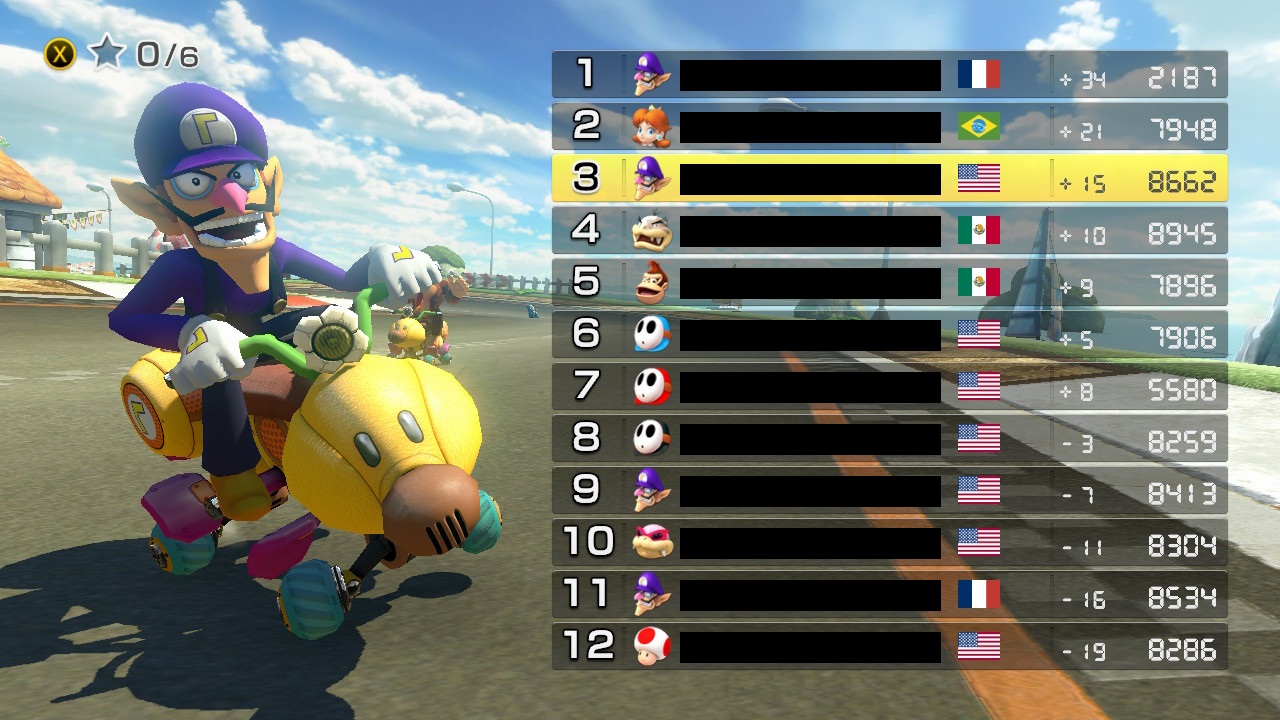 X 0/6
1 + 34 2187
2 + 21 7948
3 + 15 8662
4 + 10 8945
5 + 9 7896
6 + 5 7906
7 + 8 5580
8 - 3 8259
9 - 7 8413
10 - 11 8304
11 - 16 8534
12 - 19 8286